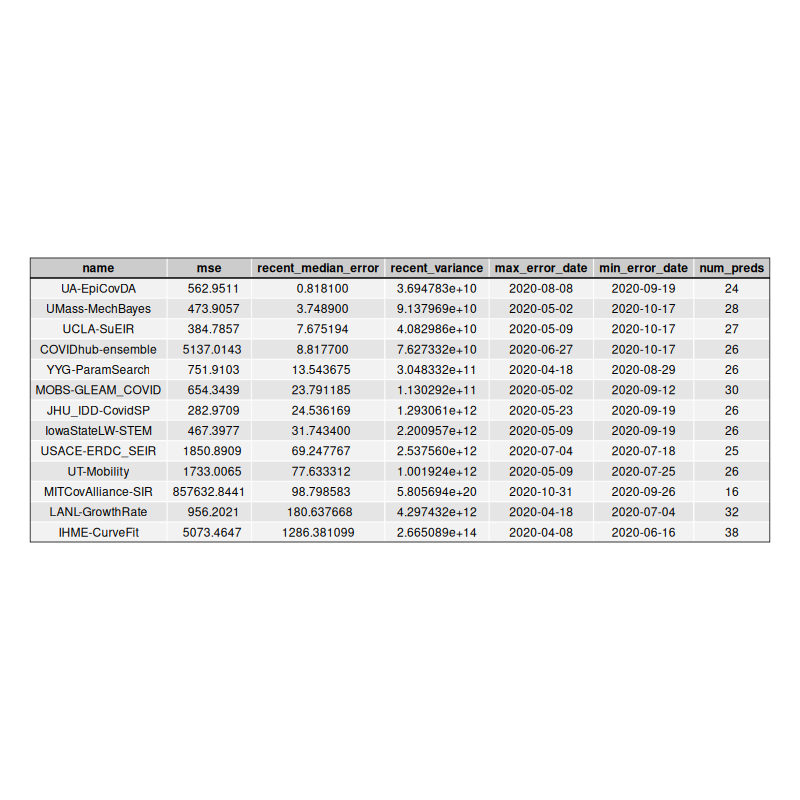 name mse recent_median_error recent_variance max_error_date min_error_date num_preds
UA-EpiCovDA 562.9511 0.818100 3.694783e+10 2020-08-08 2020-09-19 24
UMass-MechBayes 473.9057 3.748900 9.137969e+10 2020-05-02 2020-10-17 28
UCLA-SuEIR 384.7857 7.675194 4.082986e+10 2020-05-09 2020-10-17 27
COVIDhub-ensemble 5137.0143 8.817700 7.627332e+10 2020-06-27 2020-10-17 26
YYG-ParamSearch 751.9103 13.543675 3.048332e+11 2020-04-18 2020-08-29 26
MOBS-GLEAM_COVID 654.3439 23.791185 1.130292e+11 2020-05-02 2020-09-12 30
JHU_IDD-CovidSP 282.9709 24.536169 1.293061e+12 2020-05-23 2020-09-19 26
IowaStateLW-STEM 467.3977 31.743400 2.200957e+12 2020-05-09 2020-09-19 26
USACE-ERDC_SEIR 1850.8909 69.247767 2.537560e+12 2020-07-04 2020-07-18 25
UT-Mobility 1733.0065 77.633312 1.001924e+12 2020-05-09 2020-07-25 26
MITCovAlliance-SIR 857632.8441 98.798583 5.805694e+20 2020-10-31 2020-09-26 16
LANL-GrowthRate 956.2021 180.637668 4.297432e+12 2020-04-18 2020-07-04 32
IHME-CurveFit 5073.4647 1286.381099 2.665089e+14 2020-04-08 2020-06-16 38